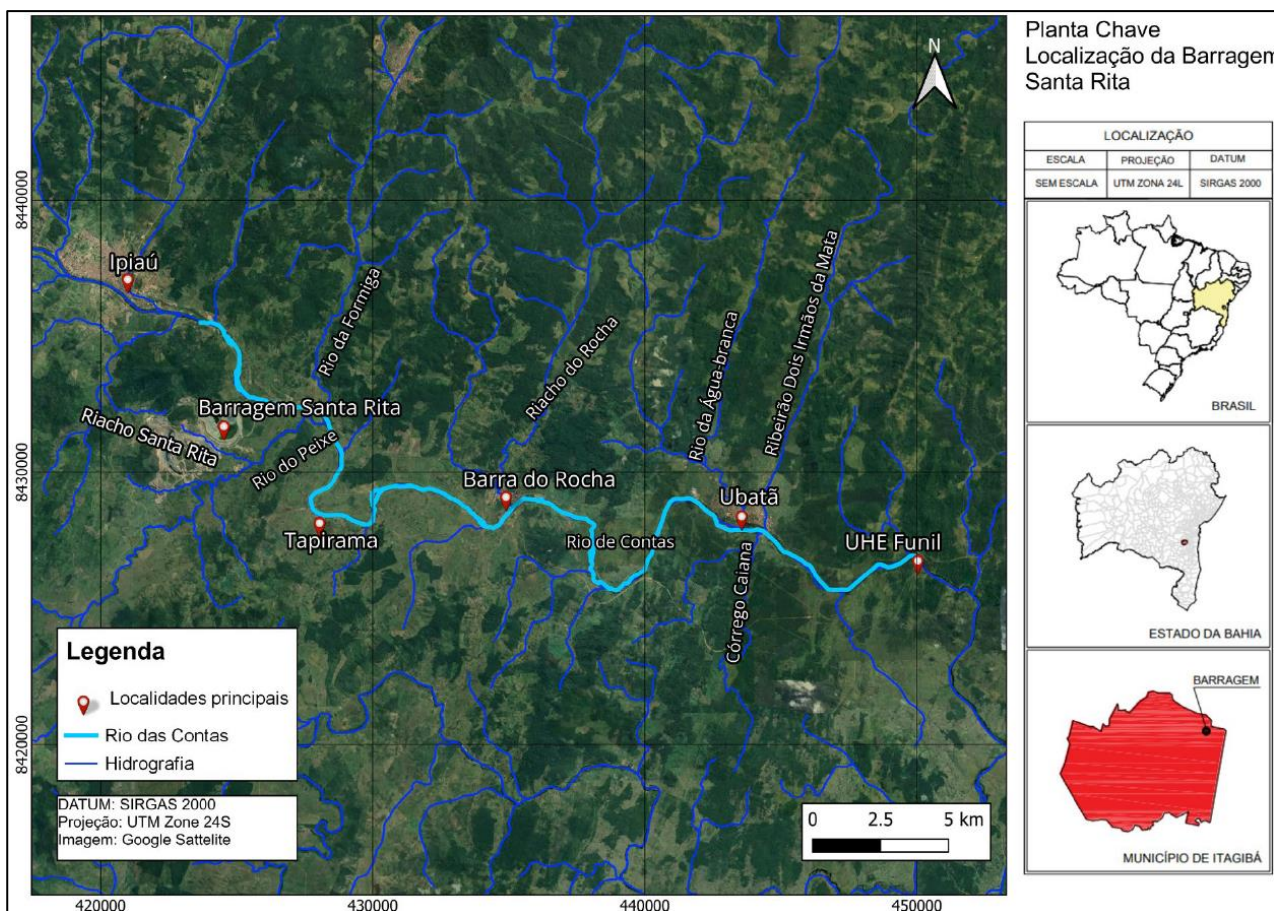 Planta Chave
Localização da Barragem
Santa Rita
LOCALIZAÇÃO
ESCALA PROJEÇÃO DATUM
SEM ESCALA UTM ZONA 24L SIRGAS 2000
BRASIL
ESTADO DA BAHIA
BARRAGEM
MUNICÍPIO DE ITAGIBÁ
N
8440000
8430000
8420000
Ipiaú
Rio da Formiga
Riacho do Rocha
Rio da Água-branca
Ribeirão Dois Irmãos da Mata
Barragem Santa Rita
Riacho Santa Rita
Rio do Peixe
Barra do Rocha
Ubatã
Tapirama
Rio de Contas
UHE Funil
Córrego Caiana
Legenda
Localidades principais
Rio das Contas
Hidrografia
DATUM: SIRGAS 2000
Projeção: UTM Zone 24S
Imagem: Google Sattelite
0 2.5 5 km
420000 430000 440000 450000